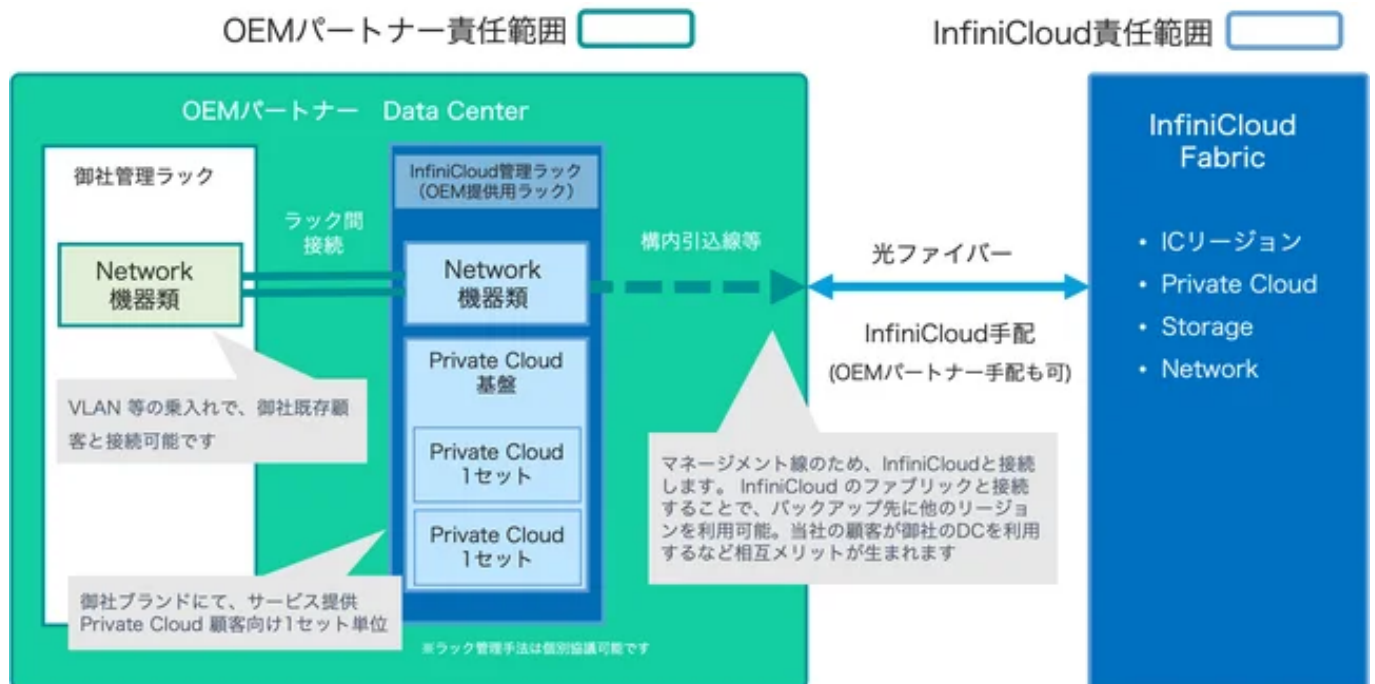 OEMパートナー責任範囲
InfiniCloud責任範囲
OEMパートナー　Data Center
御社管理ラック
Network
機器類
ラック間
接続
InfiniCloud管理ラック
（OEM提供用ラック）
Network
機器類
Private Cloud
基盤
Private Cloud
1セット
Private Cloud
1セット
構内引込線等
光ファイバー
InfiniCloud手配
(OEMパートナー手配も可)
InfiniCloud
Fabric
・ICリージョン
・Private Cloud
・Storage
・Network
VLAN 等の乗入れで、御社既存顧
客と接続可能です
マネージメント線のため、InfiniCloudと接続
します。 InfiniCloud のファブリックと接続
することで、バックアップ先に他のリージョ
ンを利用可能。当社の顧客が御社のDCを利用
するなど相互メリットが生まれます
御社ブランドにて、サービス提供
Private Cloud 顧客向け1セット単位
※ラック管理手法は個別協議可能です